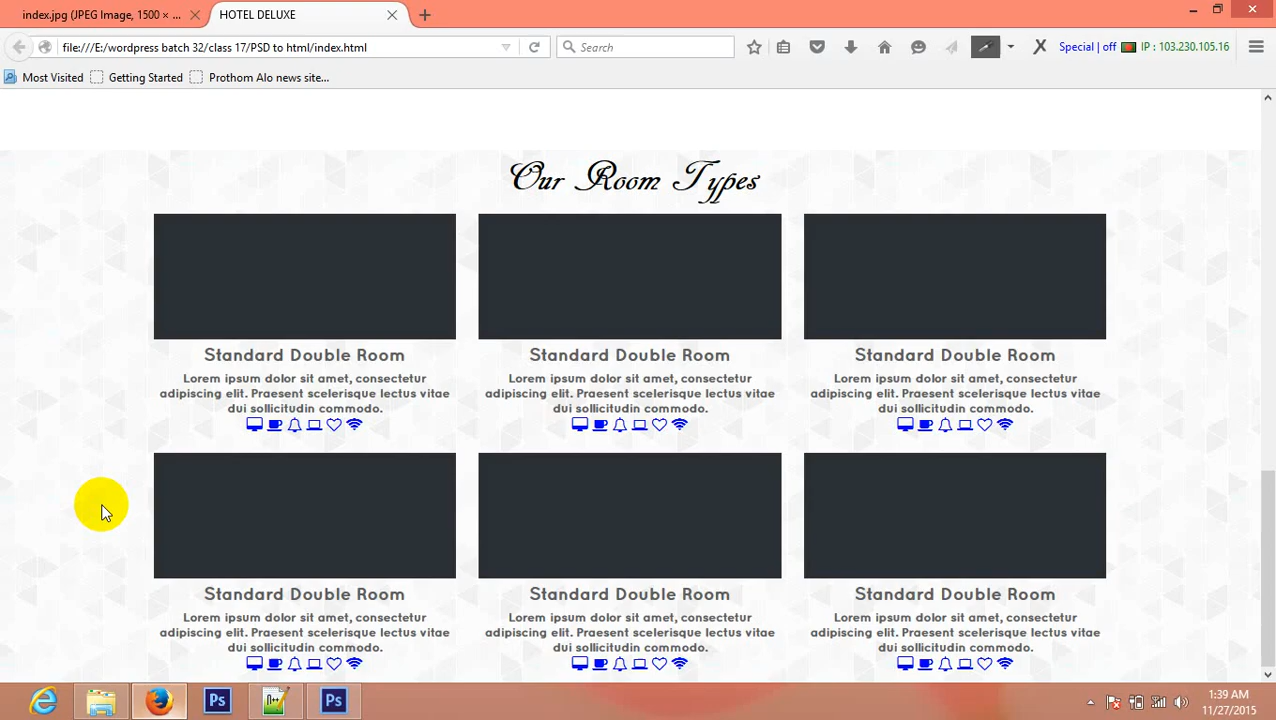 index.jpg (JPEG Image, 1500 × ...
HOTEL DELUXE
file:///E:/wordpress batch 32/class 17/PSD to html/index.html
Search
Special | off
IP : 103.230.105.16
Most Visited
Getting Started
Prothom Alo news site...
Our Room Types
Standard Double Room
Lorem ipsum dolor sit amet, consectetur
adipiscing elit. Praesent scelerisque lectus vitae
dui sollicitudin commodo.
Standard Double Room
Lorem ipsum dolor sit amet, consectetur
adipiscing elit. Praesent scelerisque lectus vitae
dui sollicitudin commodo.
Standard Double Room
Lorem ipsum dolor sit amet, consectetur
adipiscing elit. Praesent scelerisque lectus vitae
dui sollicitudin commodo.
Standard Double Room
Lorem ipsum dolor sit amet, consectetur
adipiscing elit. Praesent scelerisque lectus vitae
dui sollicitudin commodo.
Standard Double Room
Lorem ipsum dolor sit amet, consectetur
adipiscing elit. Praesent scelerisque lectus vitae
dui sollicitudin commodo.
Standard Double Room
Lorem ipsum dolor sit amet, consectetur
adipiscing elit. Praesent scelerisque lectus vitae
dui sollicitudin commodo.
Ps
Ps
1:39 AM
11/27/2015